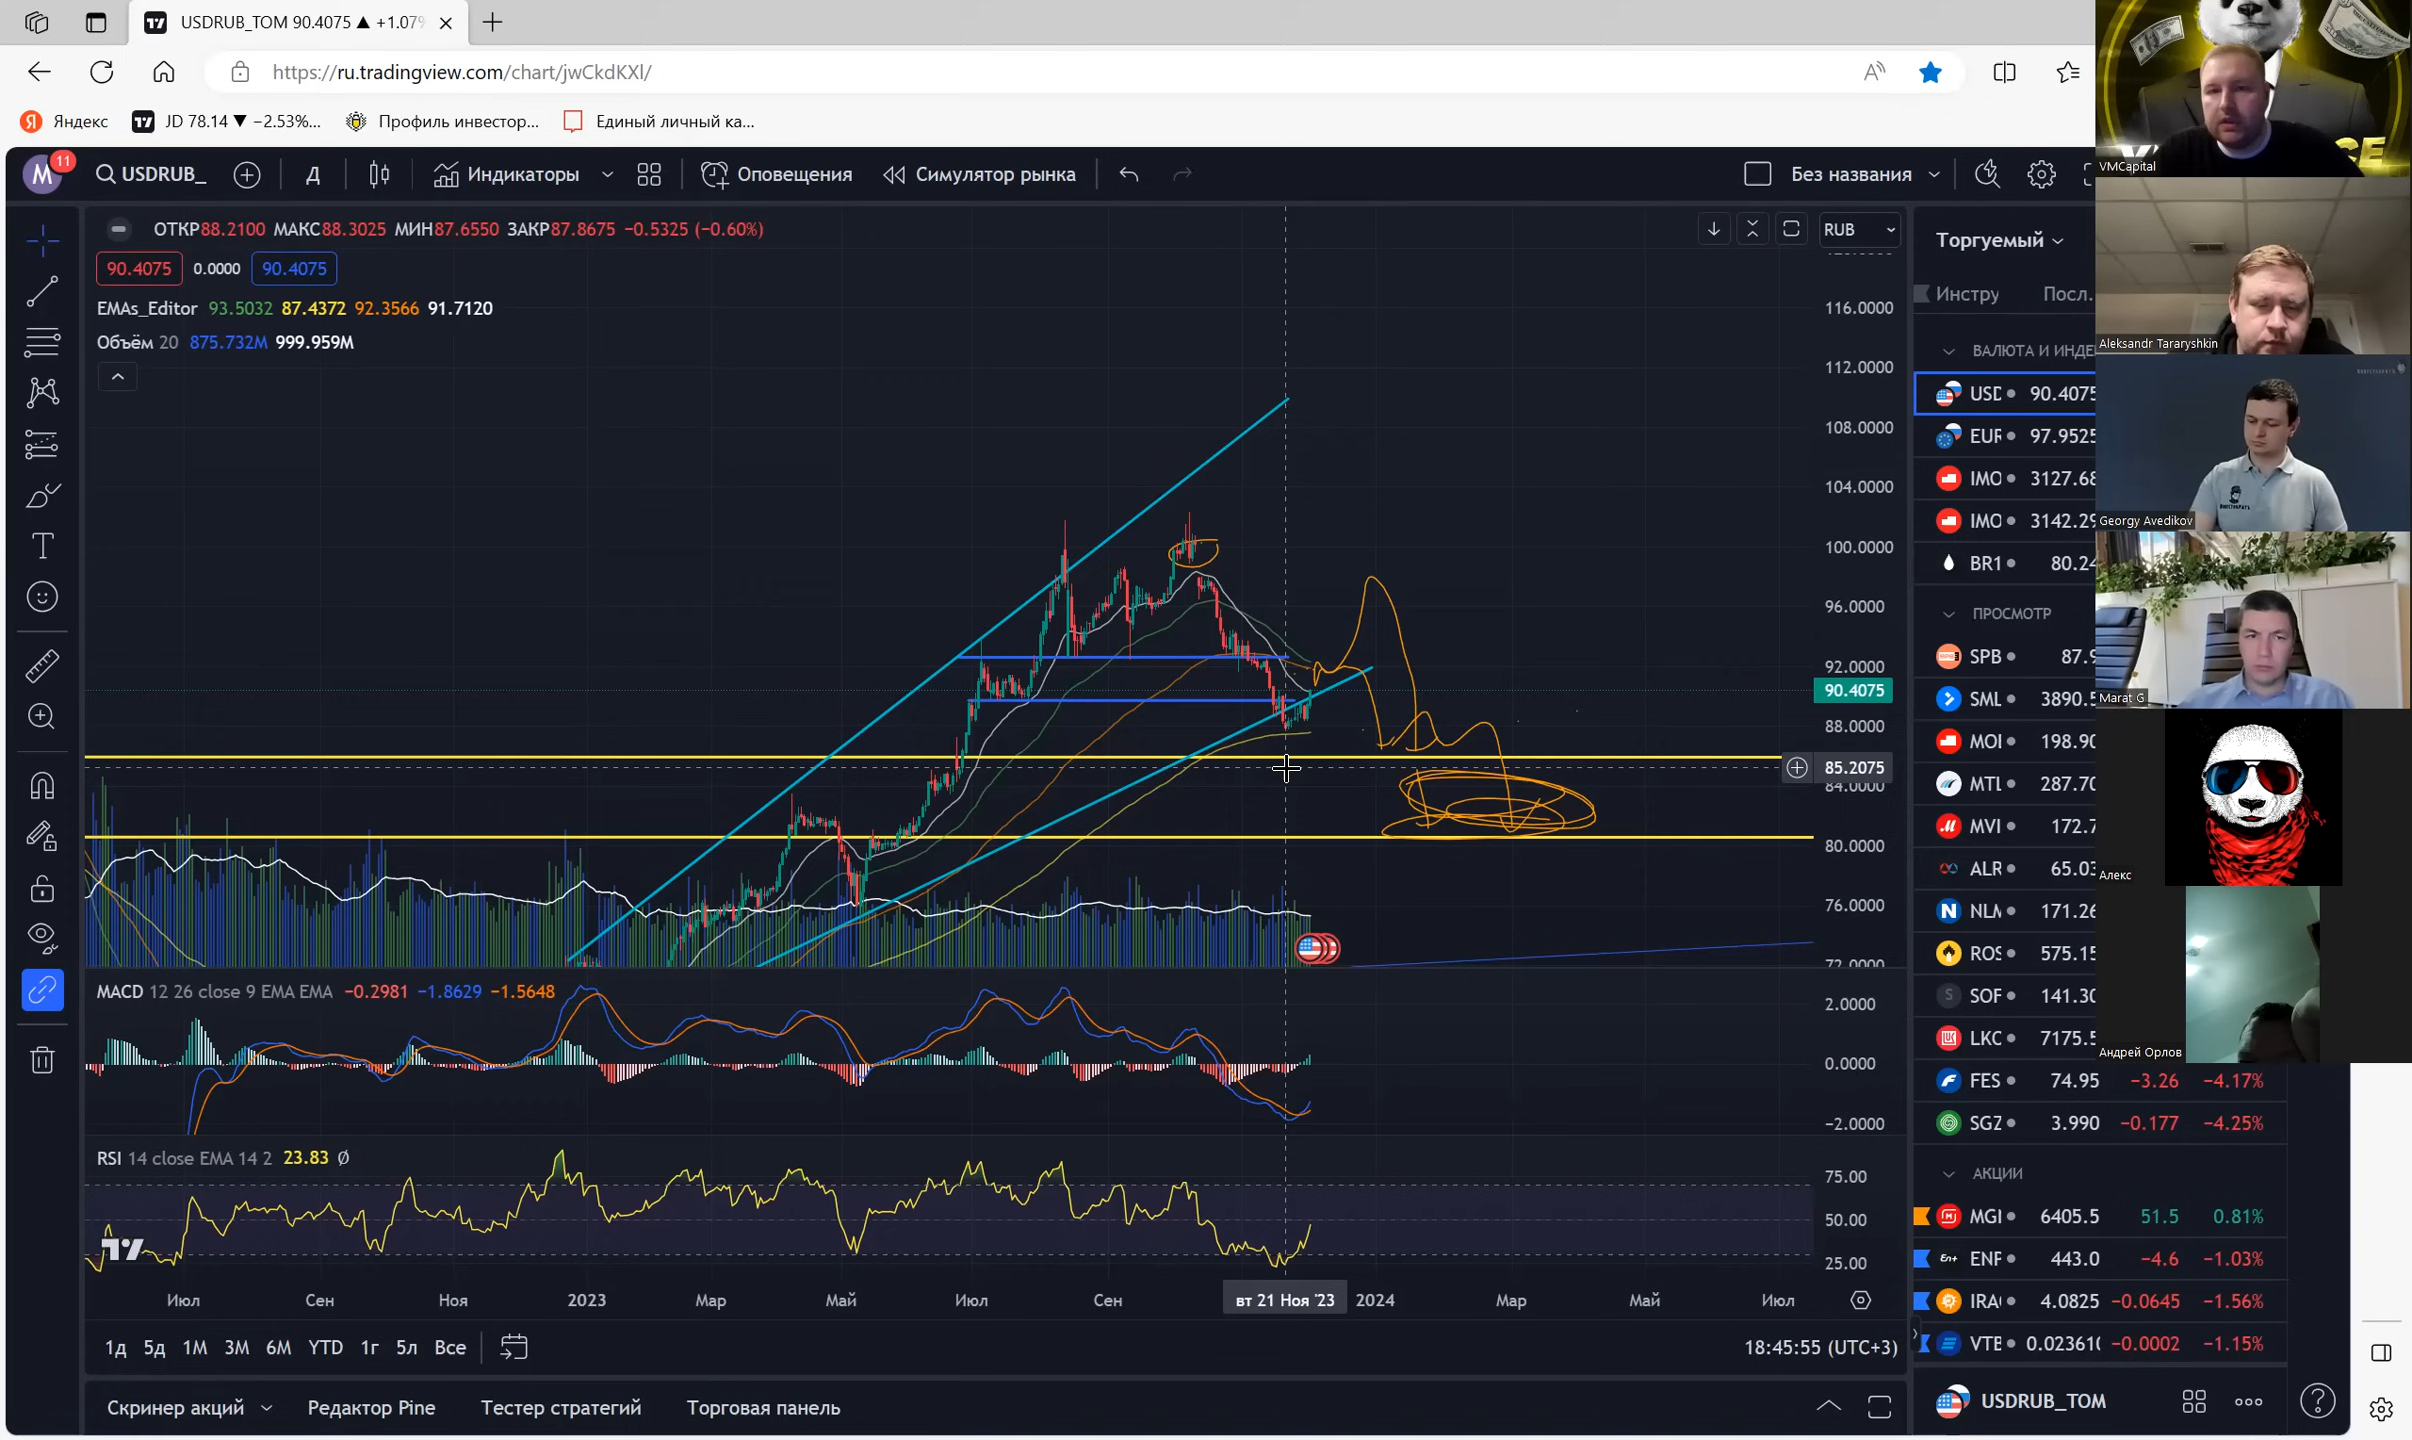 USDRUB_TOM 90.4075 ▲ +1.07%
https://ru.tradingview.com/chart/jwCkdKXl/
Яндекс
JD 78.14 ▼ −2.53%...
Профиль инвестор...
Единый личный ка...
М 11
USDRUB_
Д
Индикаторы
Оповещения
Симулятор рынка
Без названия
ОТКР88.2100 МАКС88.3025 МИН87.6550 ЗАКР87.8675 −0.5325 (−0.60%)
RUB
90.4075 0.0000 90.4075
EMAs_Editor 93.5032 87.4372 92.3566 91.7120
Объём 20 875.732M 999.959M
116.0000
112.0000
108.0000
104.0000
100.0000
96.0000
92.0000
90.4075
88.0000
85.2075
84.0000
80.0000
76.0000
72.0000
MACD 12 26 close 9 EMA EMA −0.2981 −1.8629 −1.5648
2.0000
0.0000
−2.0000
RSI 14 close EMA 14 2 23.83 Ø
75.00
50.00
25.00
Июл Сен Ноя 2023 Мар Май Июл Сен вт 21 Ноя '23 2024 Мар Май Июл
1д 5д 1М 3М 6М YTD 1г 5л Все
18:45:55 (UTC+3)
Скринер акций Редактор Pine Тестер стратегий Торговая панель
Торгуемый
Инстру Посл.
ВАЛЮТА И ИНДЕ
USD 90.4075
EUR 97.9525
IMO 3127.68
IMO 3142.29
BR1 80.24
ПРОСМОТР
SPB 87.9
SML 3890.5
MOI 198.90
MTL 287.70
MVI 172.7
ALR 65.03
NLM 171.26
ROS 575.15
SOF 141.30
LKO 7175.5
FES 74.95 −3.26 −4.17%
SGZ 3.990 −0.177 −4.25%
АКЦИИ
MGI 6405.5 51.5 0.81%
ENP 443.0 −4.6 −1.03%
IRA 4.0825 −0.0645 −1.56%
VTB 0.023610 −0.0002 −1.15%
USDRUB_TOM
VMCapital
Aleksandr Tararyshkin
Georgy Avedikov
Marat G
Алекс
Андрей Орлов